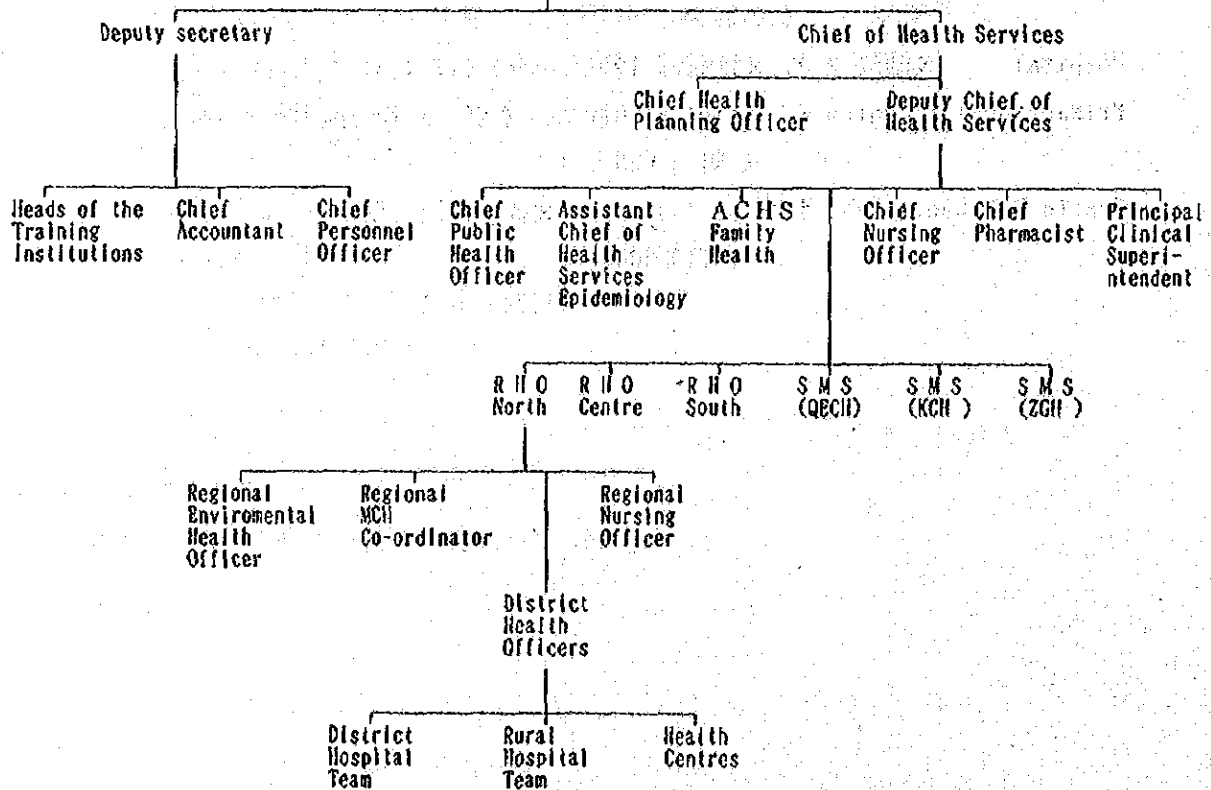 Deputy secretary
Chief of Health Services
Chief Health
Planning Officer
Deputy Chief of
Health Services
Heads of the
Training
Institutions
Chief
Accountant
Chief
Personnel
Officer
Chief
Public
Health
Officer
Assistant
Chief of
Health
Services
Epidemiology
ACHS
Family
Health
Chief
Nursing
Officer
Chief
Pharmacist
Principal
Clinical
Superi-
ntendent
R H O
North
R H O
Centre
R H O
South
S M S
(QECH)
S M S
(KCH )
S M S
(ZGH )
Regional
Enviromental
Health
Officer
Regional
MCH
Co-ordinator
Regional
Nursing
Officer
District
Health
Officers
District
Hospital
Team
Rural
Hospital
Team
Health
Centres